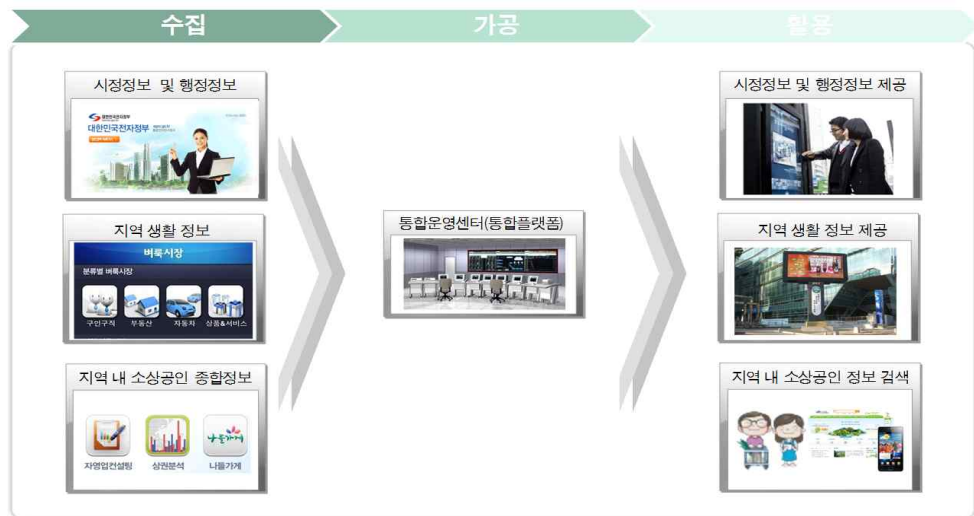 수집
가공
활용
시정정보 및 행정정보
대한민국전자정부
지역 생활 정보
벼룩시장
분류별 벼룩시장
구인구직 부동산 자동차 상품&서비스
지역 내 소상공인 종합정보
나들가게
자영업컨설팅 상권분석 나들가게
통합운영센터(통합플랫폼)
시정정보 및 행정정보 제공
지역 생활 정보 제공
지역 내 소상공인 정보 검색